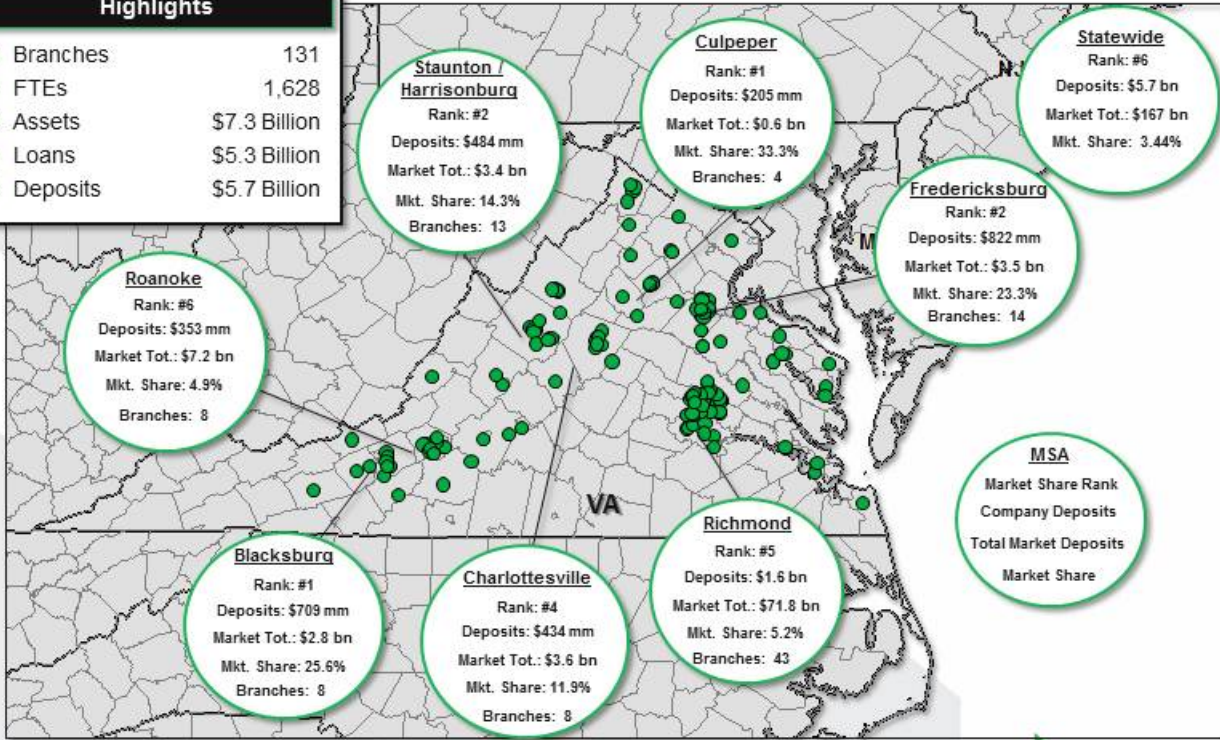 Highlights
Branches 131
FTEs 1,628
Assets $7.3 Billion
Loans $5.3 Billion
Deposits $5.7 Billion
Staunton /
Harrisonburg
Rank: #2
Deposits: $484 mm
Market Tot.: $3.4 bn
Mkt. Share: 14.3%
Branches: 13
Culpeper
Rank: #1
Deposits: $205 mm
Market Tot.: $0.6 bn
Mkt. Share: 33.3%
Branches: 4
Statewide
Rank: #6
Deposits: $5.7 bn
Market Tot.: $167 bn
Mkt. Share: 3.44%
NJ
M
Fredericksburg
Rank: #2
Deposits: $822 mm
Market Tot.: $3.5 bn
Mkt. Share: 23.3%
Branches: 14
Roanoke
Rank: #6
Deposits: $353 mm
Market Tot.: $7.2 bn
Mkt. Share: 4.9%
Branches: 8
VA
MSA
Market Share Rank
Company Deposits
Total Market Deposits
Market Share
Blacksburg
Rank: #1
Deposits: $709 mm
Market Tot.: $2.8 bn
Mkt. Share: 25.6%
Branches: 8
Charlottesville
Rank: #4
Deposits: $434 mm
Market Tot.: $3.6 bn
Mkt. Share: 11.9%
Branches: 8
Richmond
Rank: #5
Deposits: $1.6 bn
Market Tot.: $71.8 bn
Mkt. Share: 5.2%
Branches: 43